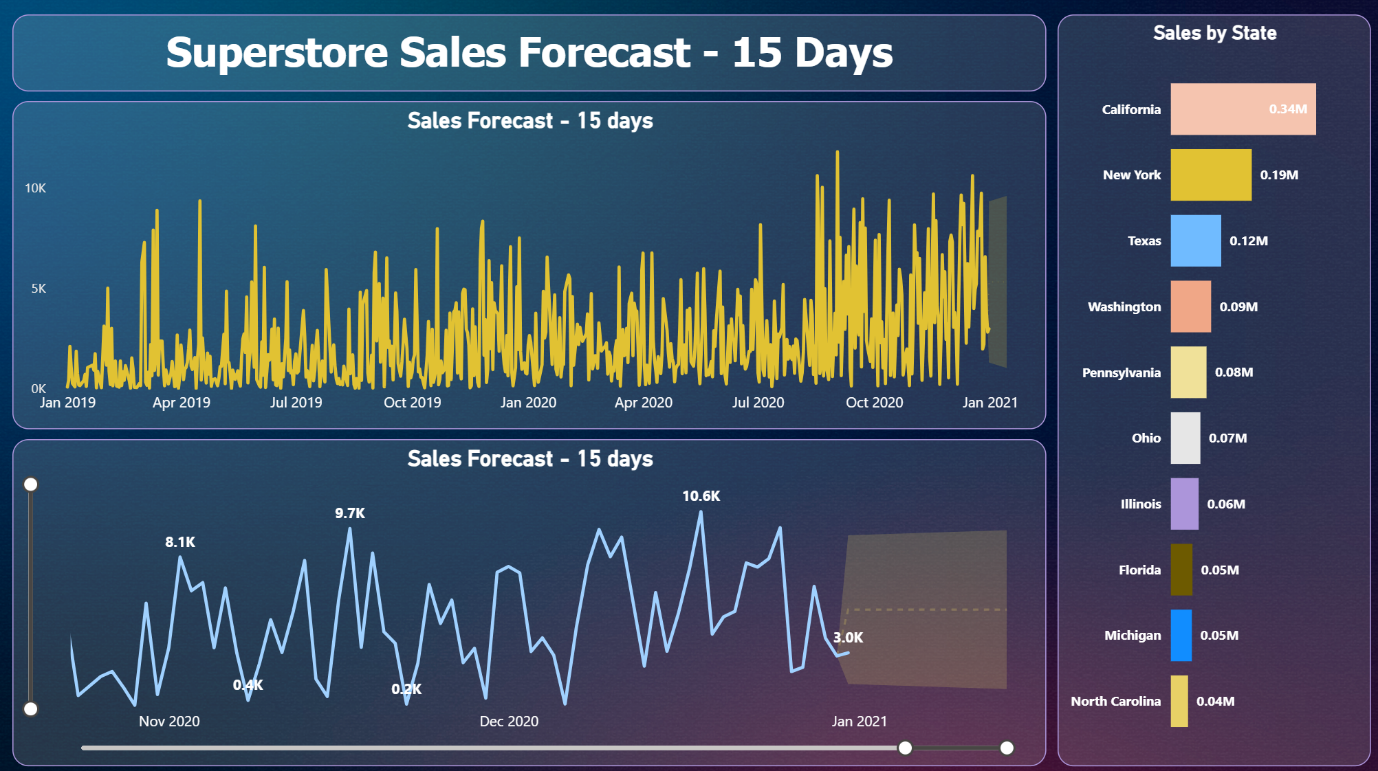 Superstore Sales Forecast - 15 Days
Sales Forecast - 15 days
10K
5K
0K
Jan 2019 Apr 2019 Jul 2019 Oct 2019 Jan 2020 Apr 2020 Jul 2020 Oct 2020 Jan 2021
Sales Forecast - 15 days
10.6K
9.7K
8.1K
3.0K
0.4K
0.2K
Nov 2020 Dec 2020 Jan 2021
Sales by State
California 0.34M
New York 0.19M
Texas 0.12M
Washington 0.09M
Pennsylvania 0.08M
Ohio 0.07M
Illinois 0.06M
Florida 0.05M
Michigan 0.05M
North Carolina 0.04M